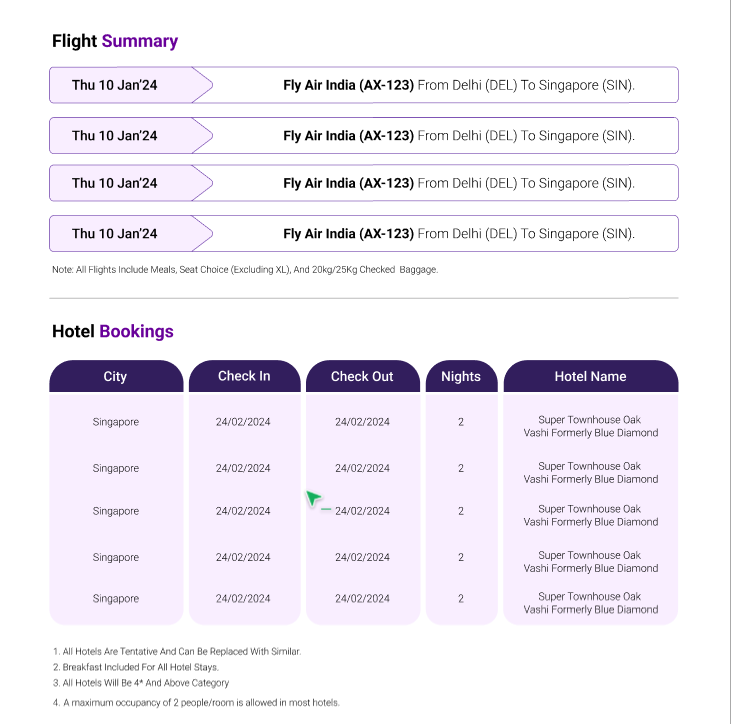 Flight Summary
Thu 10 Jan'24 Fly Air India (AX-123) From Delhi (DEL) To Singapore (SIN).
Thu 10 Jan'24 Fly Air India (AX-123) From Delhi (DEL) To Singapore (SIN).
Thu 10 Jan'24 Fly Air India (AX-123) From Delhi (DEL) To Singapore (SIN).
Thu 10 Jan'24 Fly Air India (AX-123) From Delhi (DEL) To Singapore (SIN).
Note: All Flights Include Meals, Seat Choice (Excluding XL), And 20kg/25Kg Checked Baggage.
Hotel Bookings
City Check In Check Out Nights Hotel Name
Singapore 24/02/2024 24/02/2024 2 Super Townhouse Oak
Vashi Formerly Blue Diamond
Singapore 24/02/2024 24/02/2024 2 Super Townhouse Oak
Vashi Formerly Blue Diamond
Singapore 24/02/2024 24/02/2024 2 Super Townhouse Oak
Vashi Formerly Blue Diamond
Singapore 24/02/2024 24/02/2024 2 Super Townhouse Oak
Vashi Formerly Blue Diamond
Singapore 24/02/2024 24/02/2024 2 Super Townhouse Oak
Vashi Formerly Blue Diamond
1. All Hotels Are Tentative And Can Be Replaced With Similar.
2. Breakfast Included For All Hotel Stays.
3. All Hotels Will Be 4* And Above Category
4. A maximum occupancy of 2 people/room is allowed in most hotels.